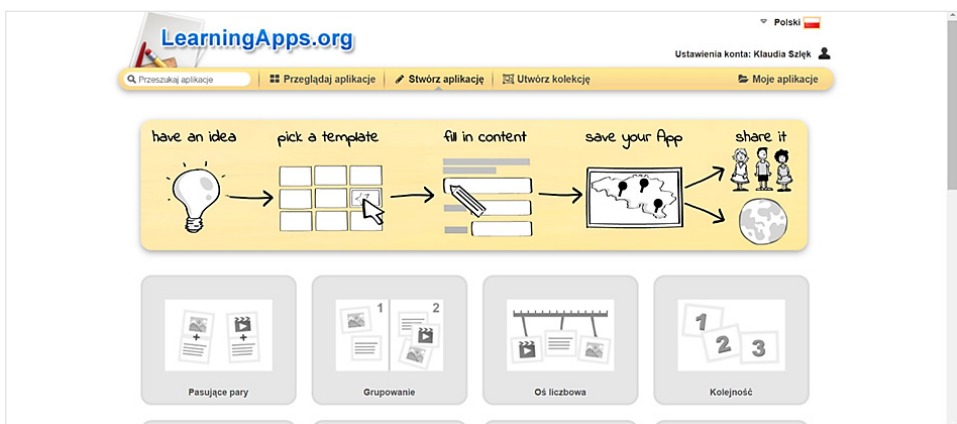 Polski
LearningApps.org
Ustawienia konta: Klaudia Szlęk
Przeszukaj aplikacje
Przeglądaj aplikacje
Stwórz aplikację
Utwórz kolekcję
Moje aplikacje
have an idea
pick a template
fill in content
save your App
share it
1
2
1
2
3
Pasujące pary
Grupowanie
Oś liczbowa
Kolejność